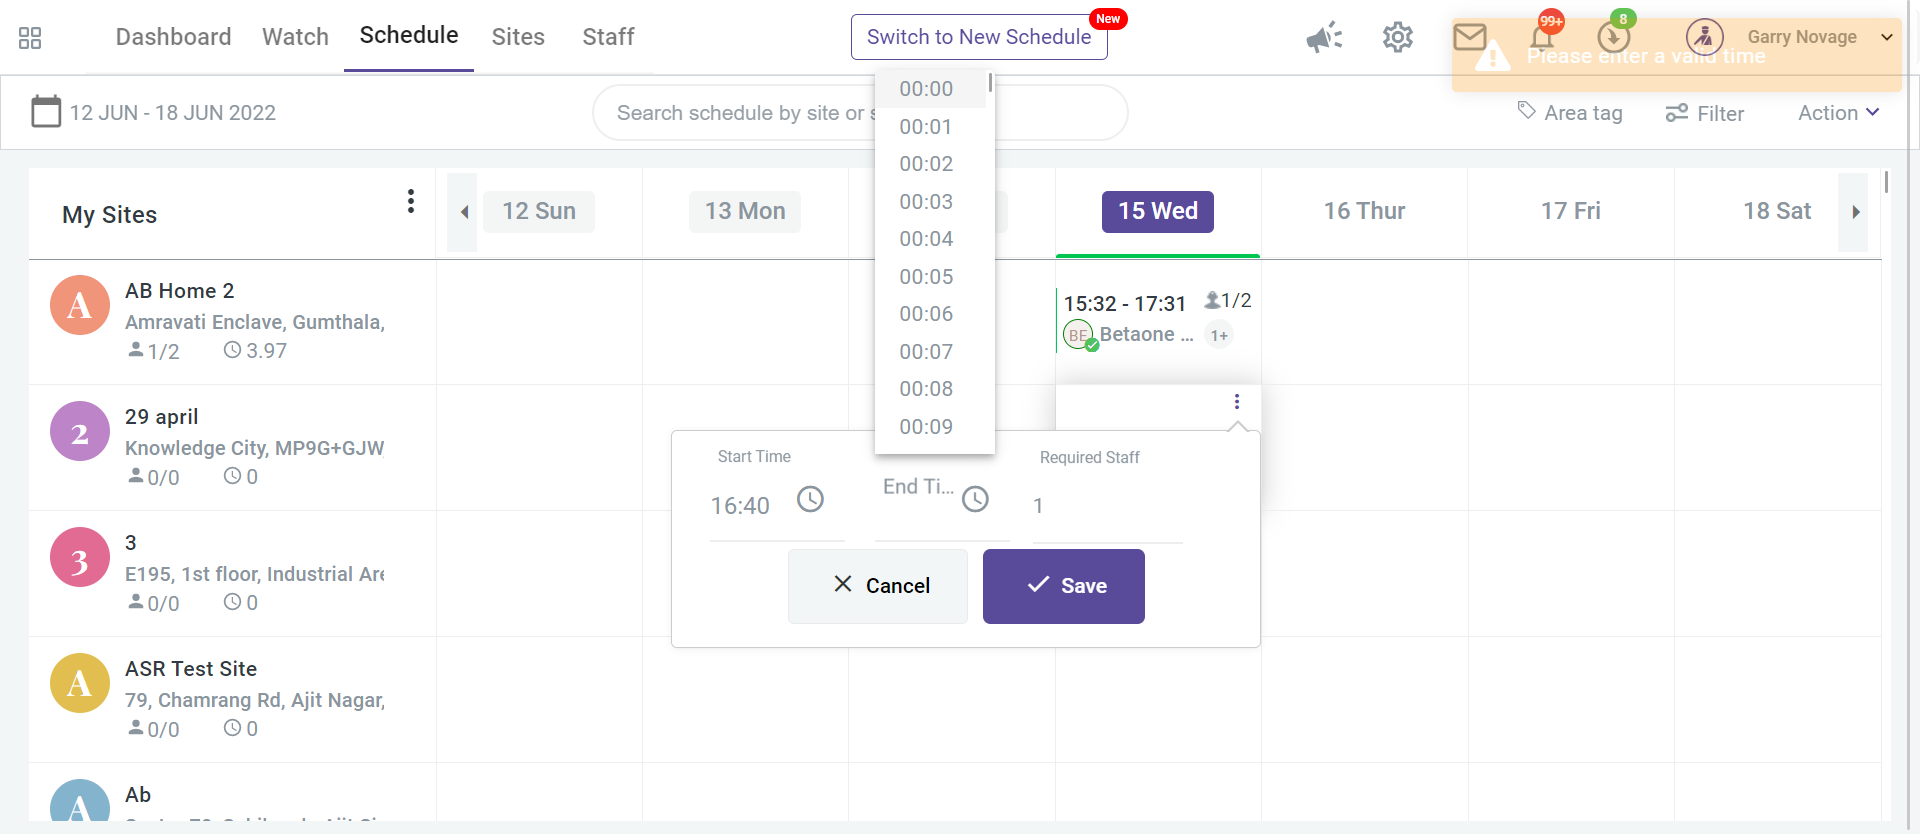 Dashboard Watch Schedule Sites Staff
Switch to New Schedule
New
99+
8
Garry Novage
Please enter a valid time
12 JUN - 18 JUN 2022
Search schedule by site or s
Area tag
Filter
Action
00:00
00:01
00:02
00:03
00:04
00:05
00:06
00:07
00:08
00:09
My Sites
12 Sun
13 Mon
15 Wed
16 Thur
17 Fri
18 Sat
A
AB Home 2
Amravati Enclave, Gumthala,
1/2 3.97
15:32 - 17:31 1/2
BE Betaone ... 1+
2
29 april
Knowledge City, MP9G+GJW,
0/0 0
Start Time
16:40
End Ti...
Required Staff
1
Cancel
Save
3
3
E195, 1st floor, Industrial Are
0/0 0
A
ASR Test Site
79, Chamrang Rd, Ajit Nagar,
0/0 0
A
Ab